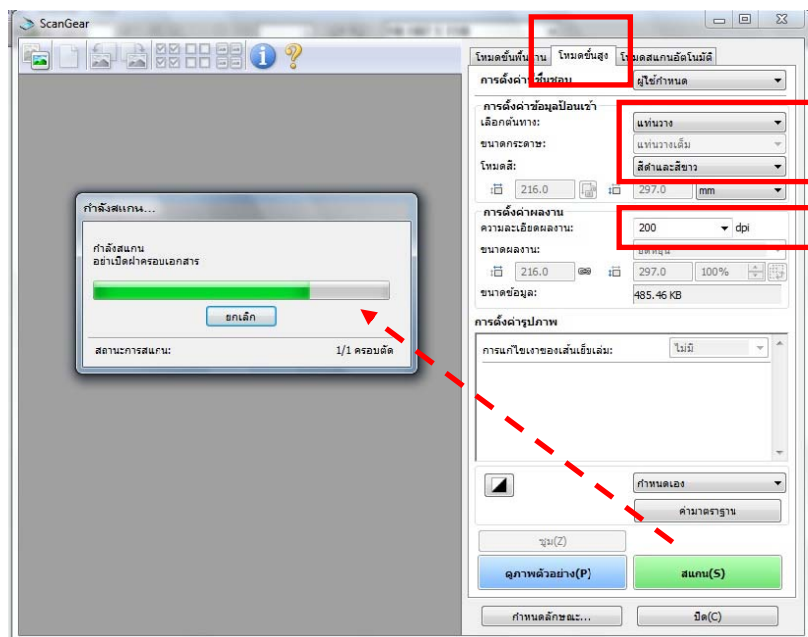 ScanGear
โหมดขั้นพื้นฐาน โหมดขั้นสูง โหมดสแกนอัตโนมัติ
การตั้งค่าที่ชื่นชอบ ผู้ใช้กำหนด
การตั้งค่าข้อมูลป้อนเข้า
เลือกต้นทาง: แท่นวาง
ขนาดกระดาษ: แท่นวางเต็ม
โหมดสี: สีดำและสีขาว
216.0 297.0 mm
การตั้งค่าผลงาน
ความละเอียดผลงาน: 200 dpi
ขนาดผลงาน: ยืดหยุ่น
216.0 297.0 100%
ขนาดข้อมูล: 485.46 KB
การตั้งค่ารูปภาพ
การแก้ไขเงาของเส้นเย็บเล่ม: ไม่มี
กำหนดเอง
ค่ามาตราฐาน
ซูม(Z)
ดูภาพตัวอย่าง(P) สแกน(S)
กำหนดลักษณะ... ปิด(C)
กำลังสแกน...
กำลังสแกน
อย่าเปิดฝาครอบเอกสาร
ยกเลิก
สถานะการสแกน: 1/1 ครอบตัด